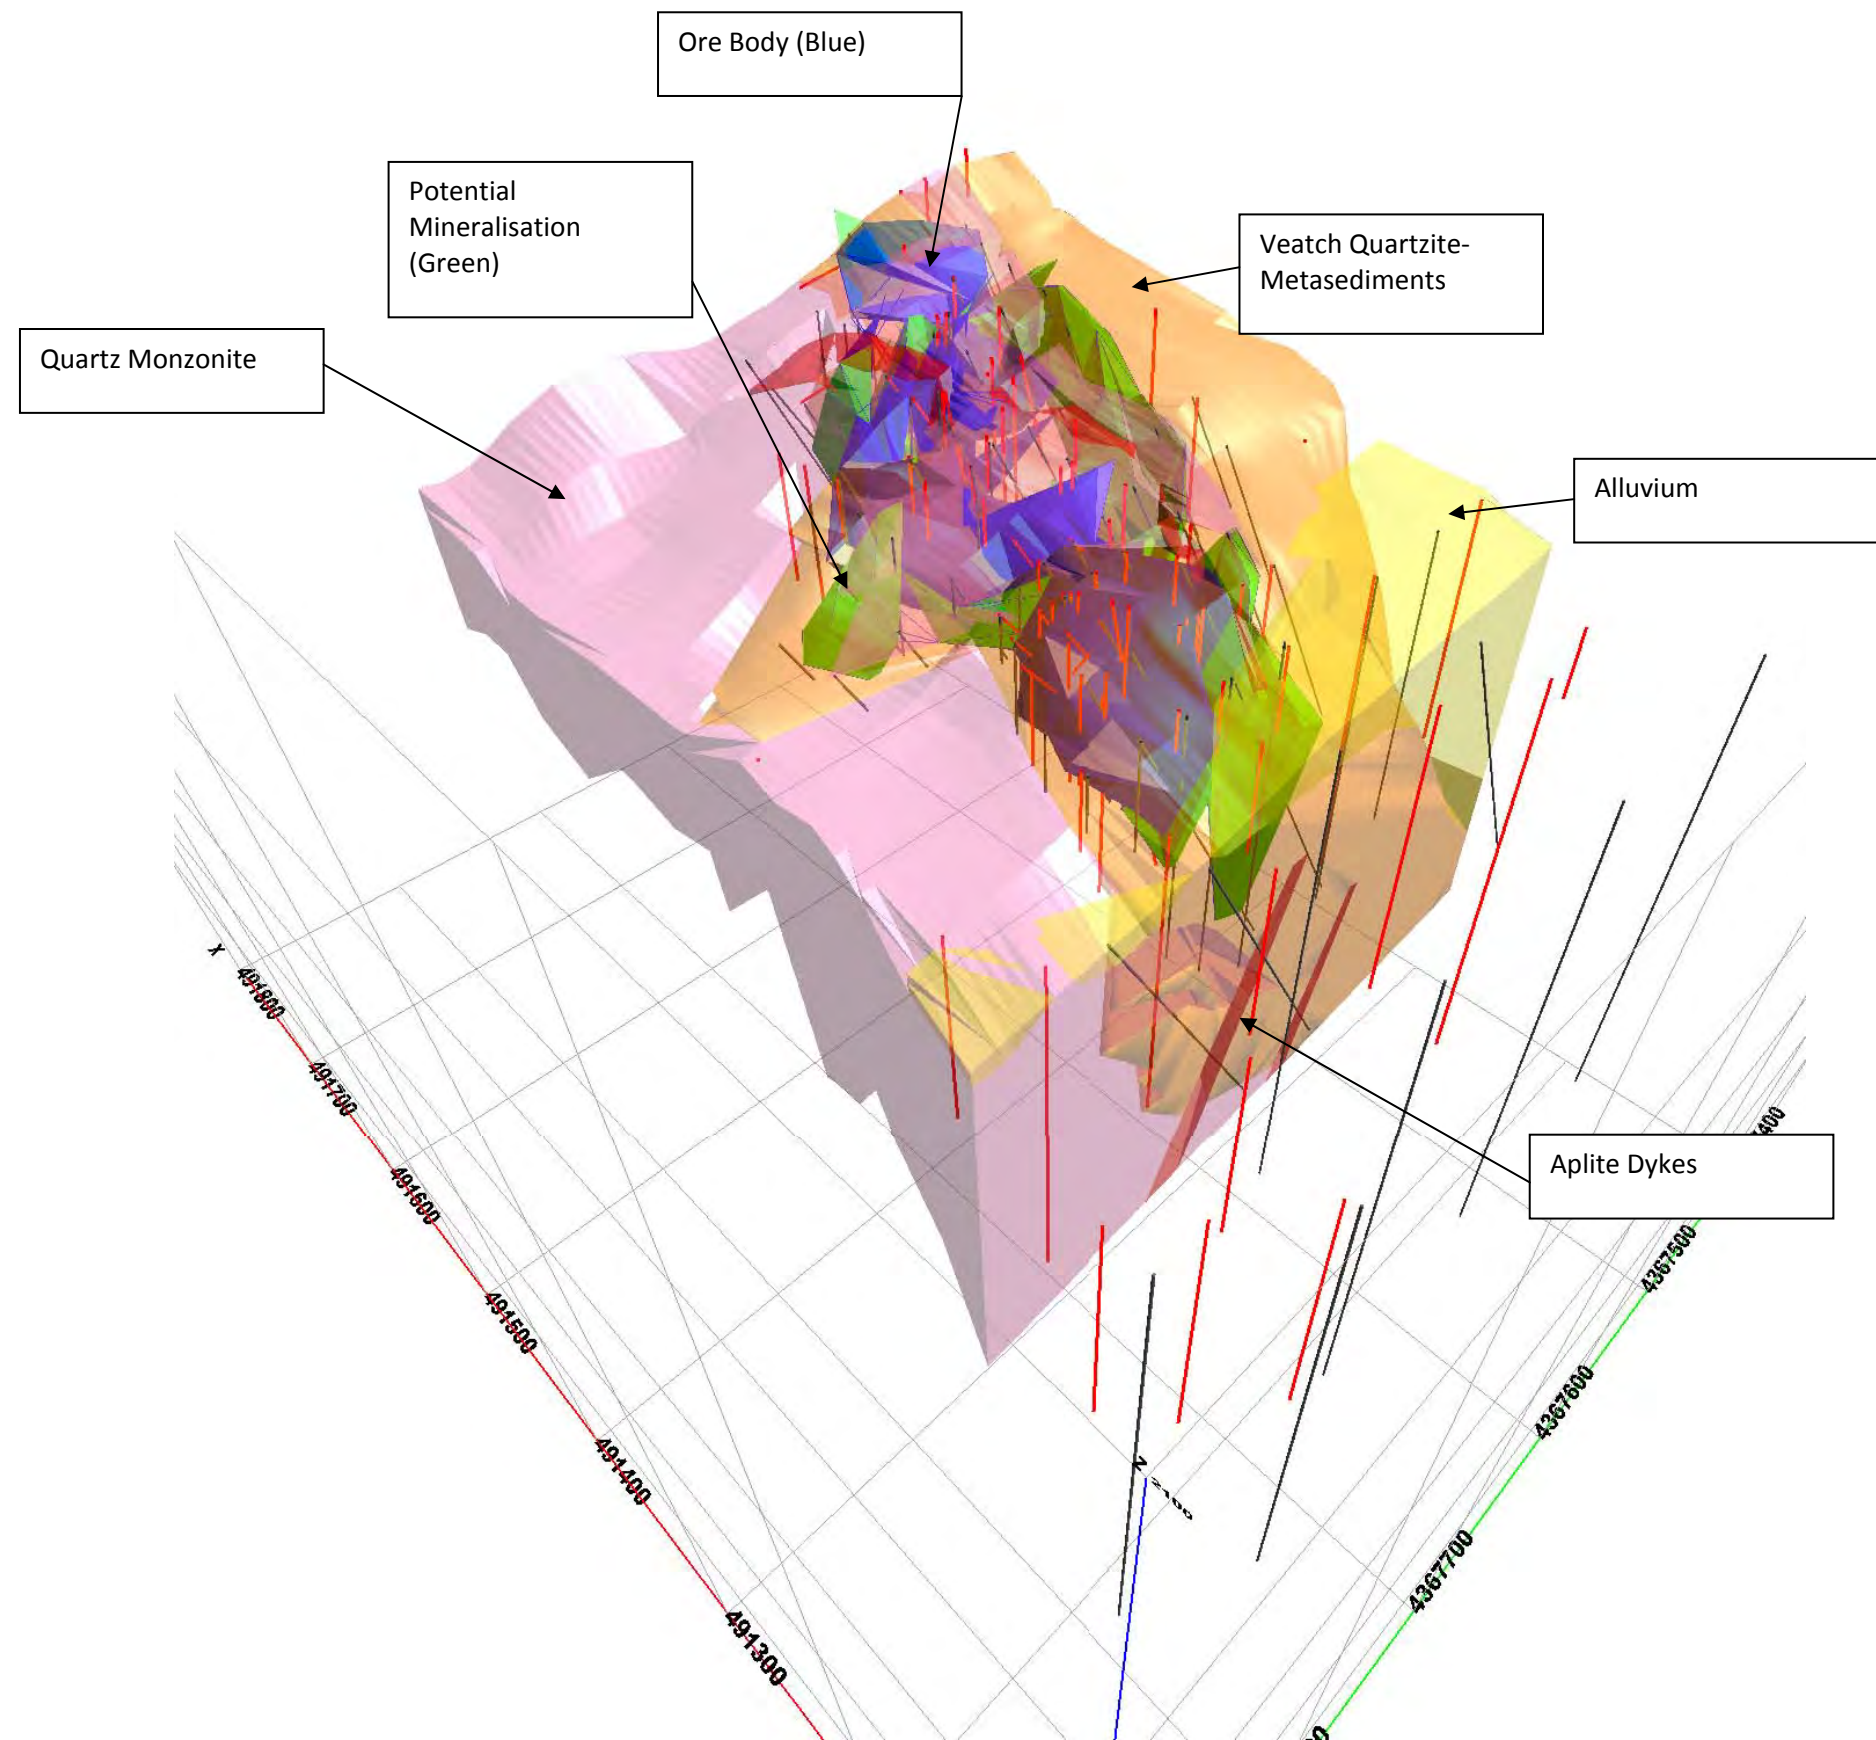 Ore Body (Blue)
Potential
Mineralisation
(Green)
Veatch Quartzite-
Metasediments
Quartz Monzonite
Alluvium
X
491800
491700
491600
491500
491400
491300
Aplite Dykes
4367500
4367600
4367700
Z
2100